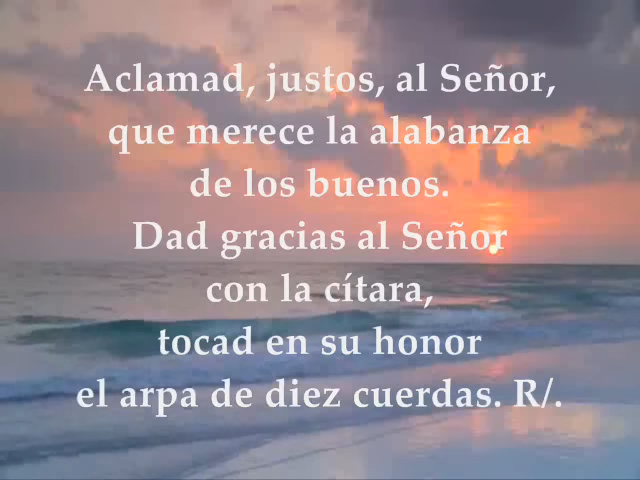 Aclamad, justos, al Señor,
que merece la alabanza
de los buenos.
Dad gracias al Señor
con la cítara,
tocad en su honor
el arpa de diez cuerdas. R/.